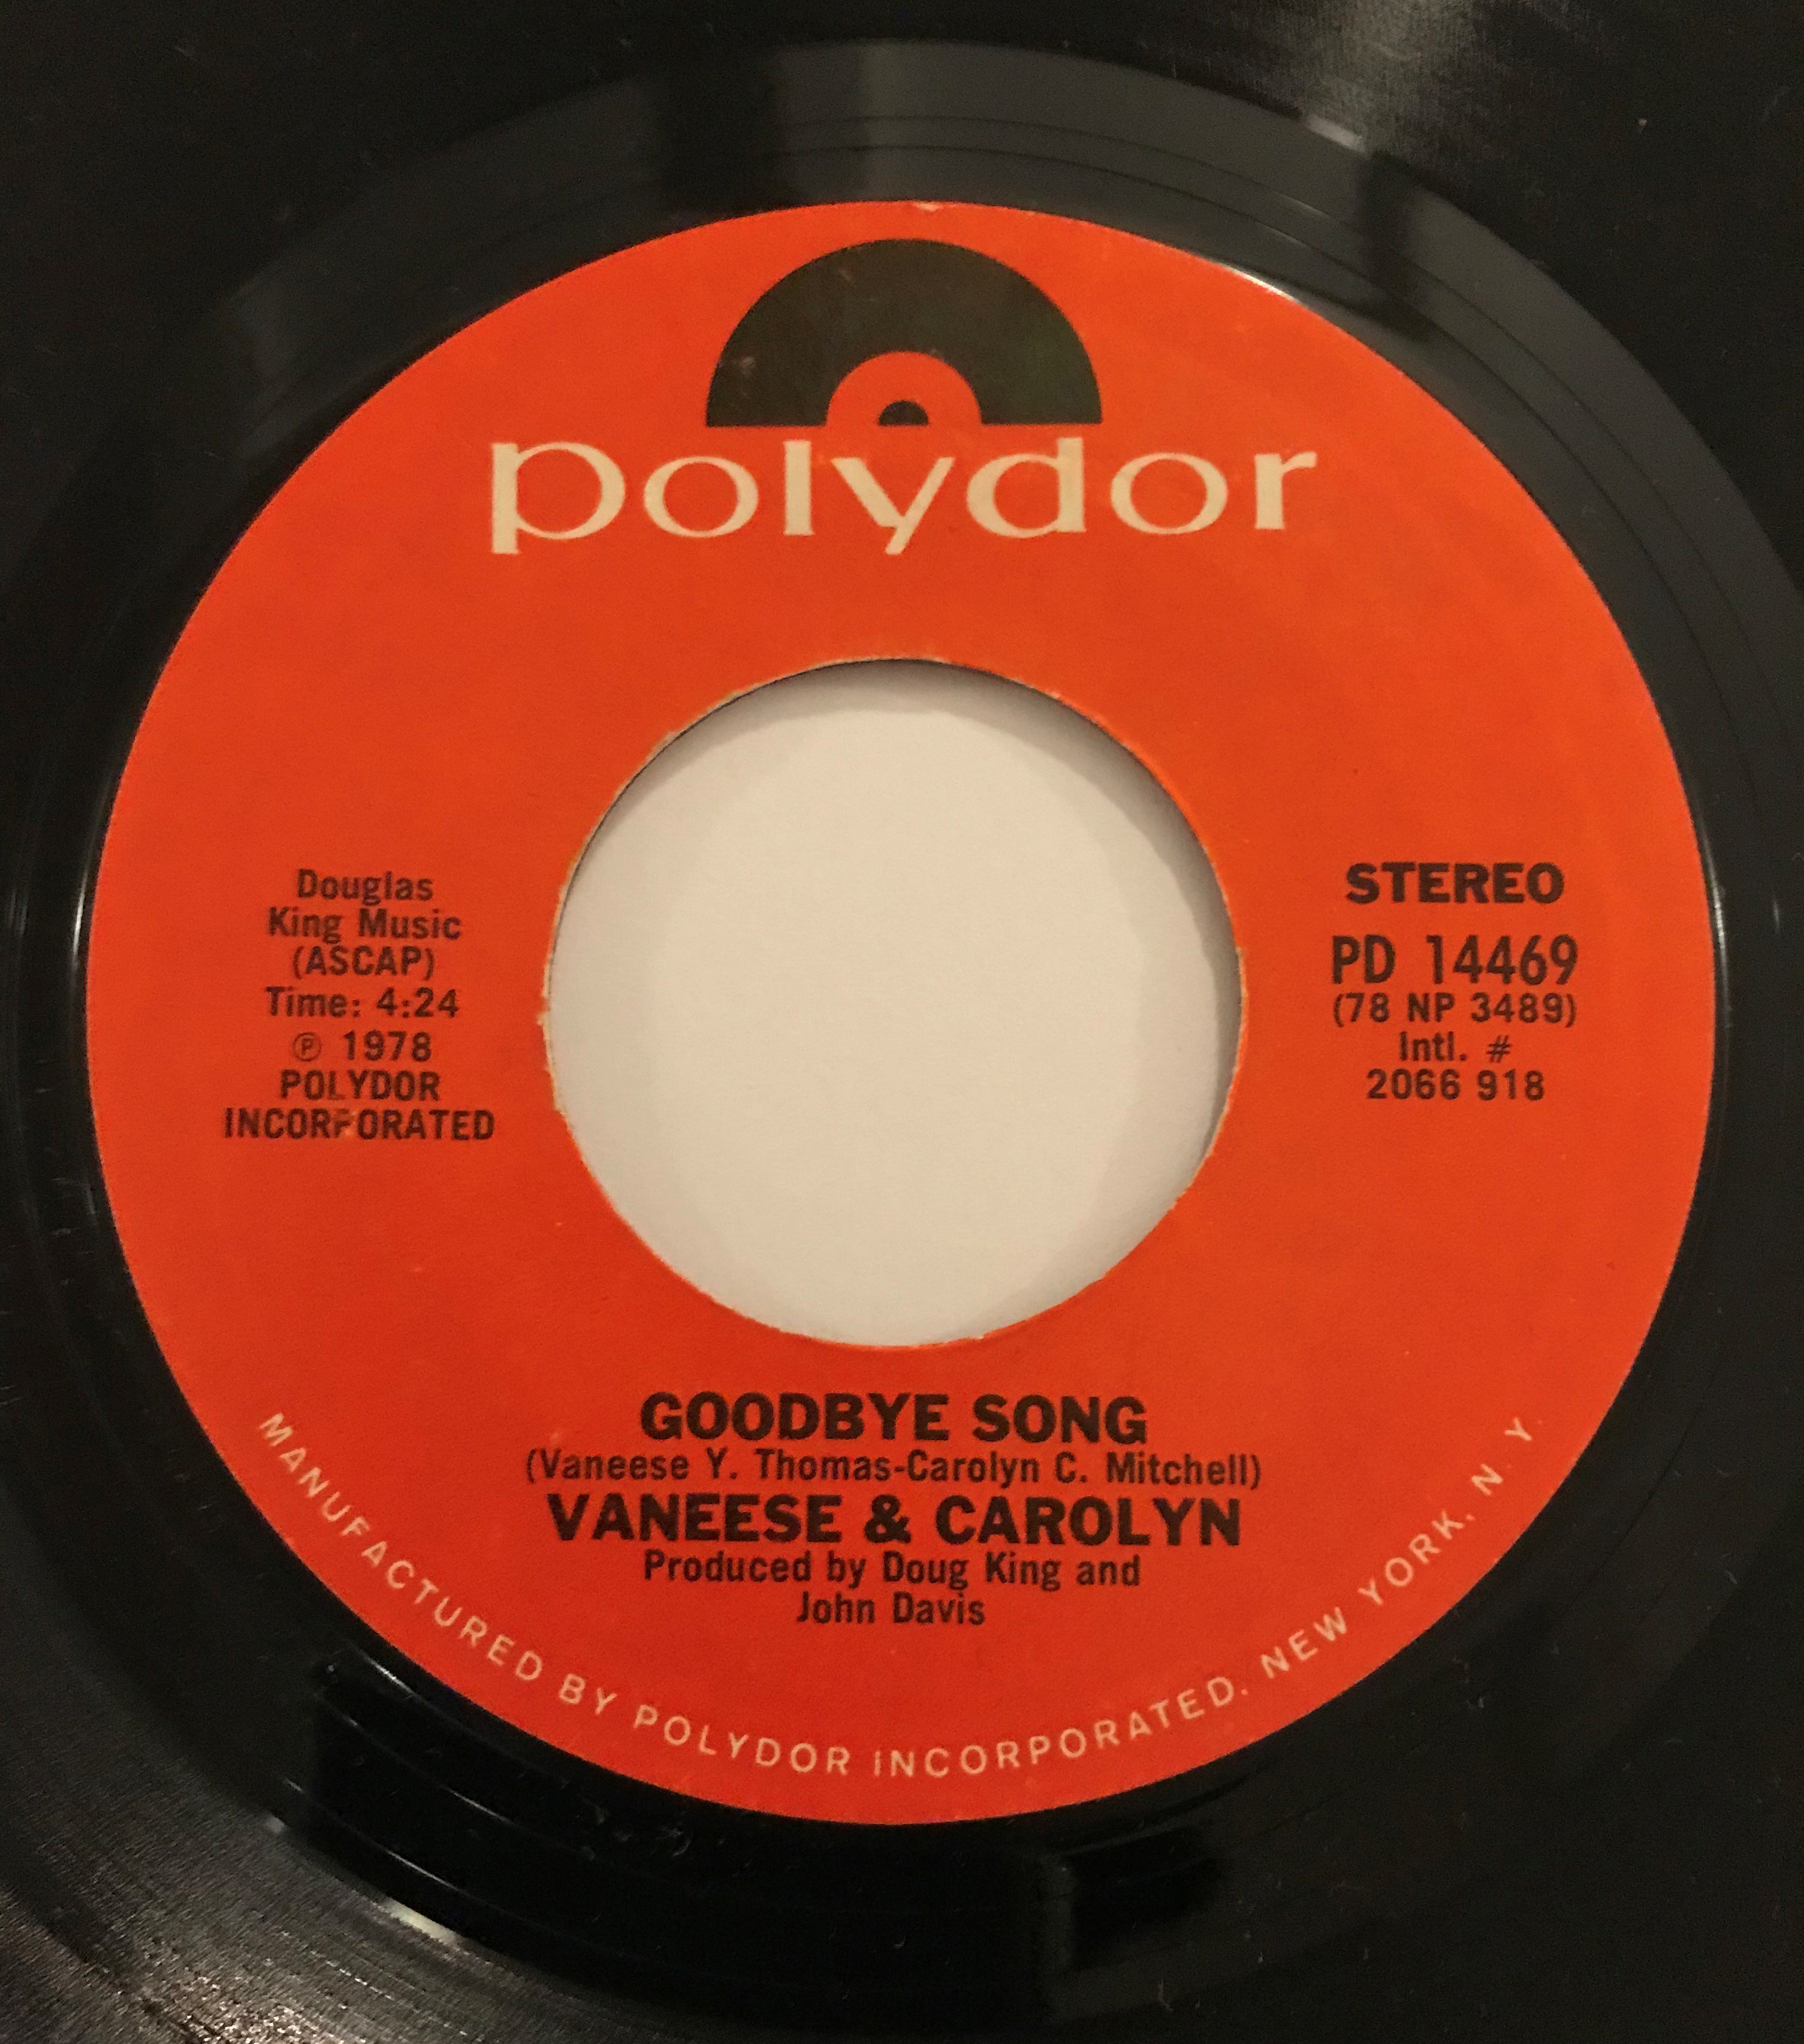 polydor
Douglas
King Music
(ASCAP)
Time: 4:24
℗ 1978
POLYDOR
INCORPORATED
STEREO
PD 14469
(78 NP 3489)
Intl. #
2066 918
GOODBYE SONG
(Vaneese Y. Thomas-Carolyn C. Mitchell)
VANEESE & CAROLYN
Produced by Doug King and
John Davis
MANUFACTURED BY POLYDOR INCORPORATED. NEW YORK, N. Y.